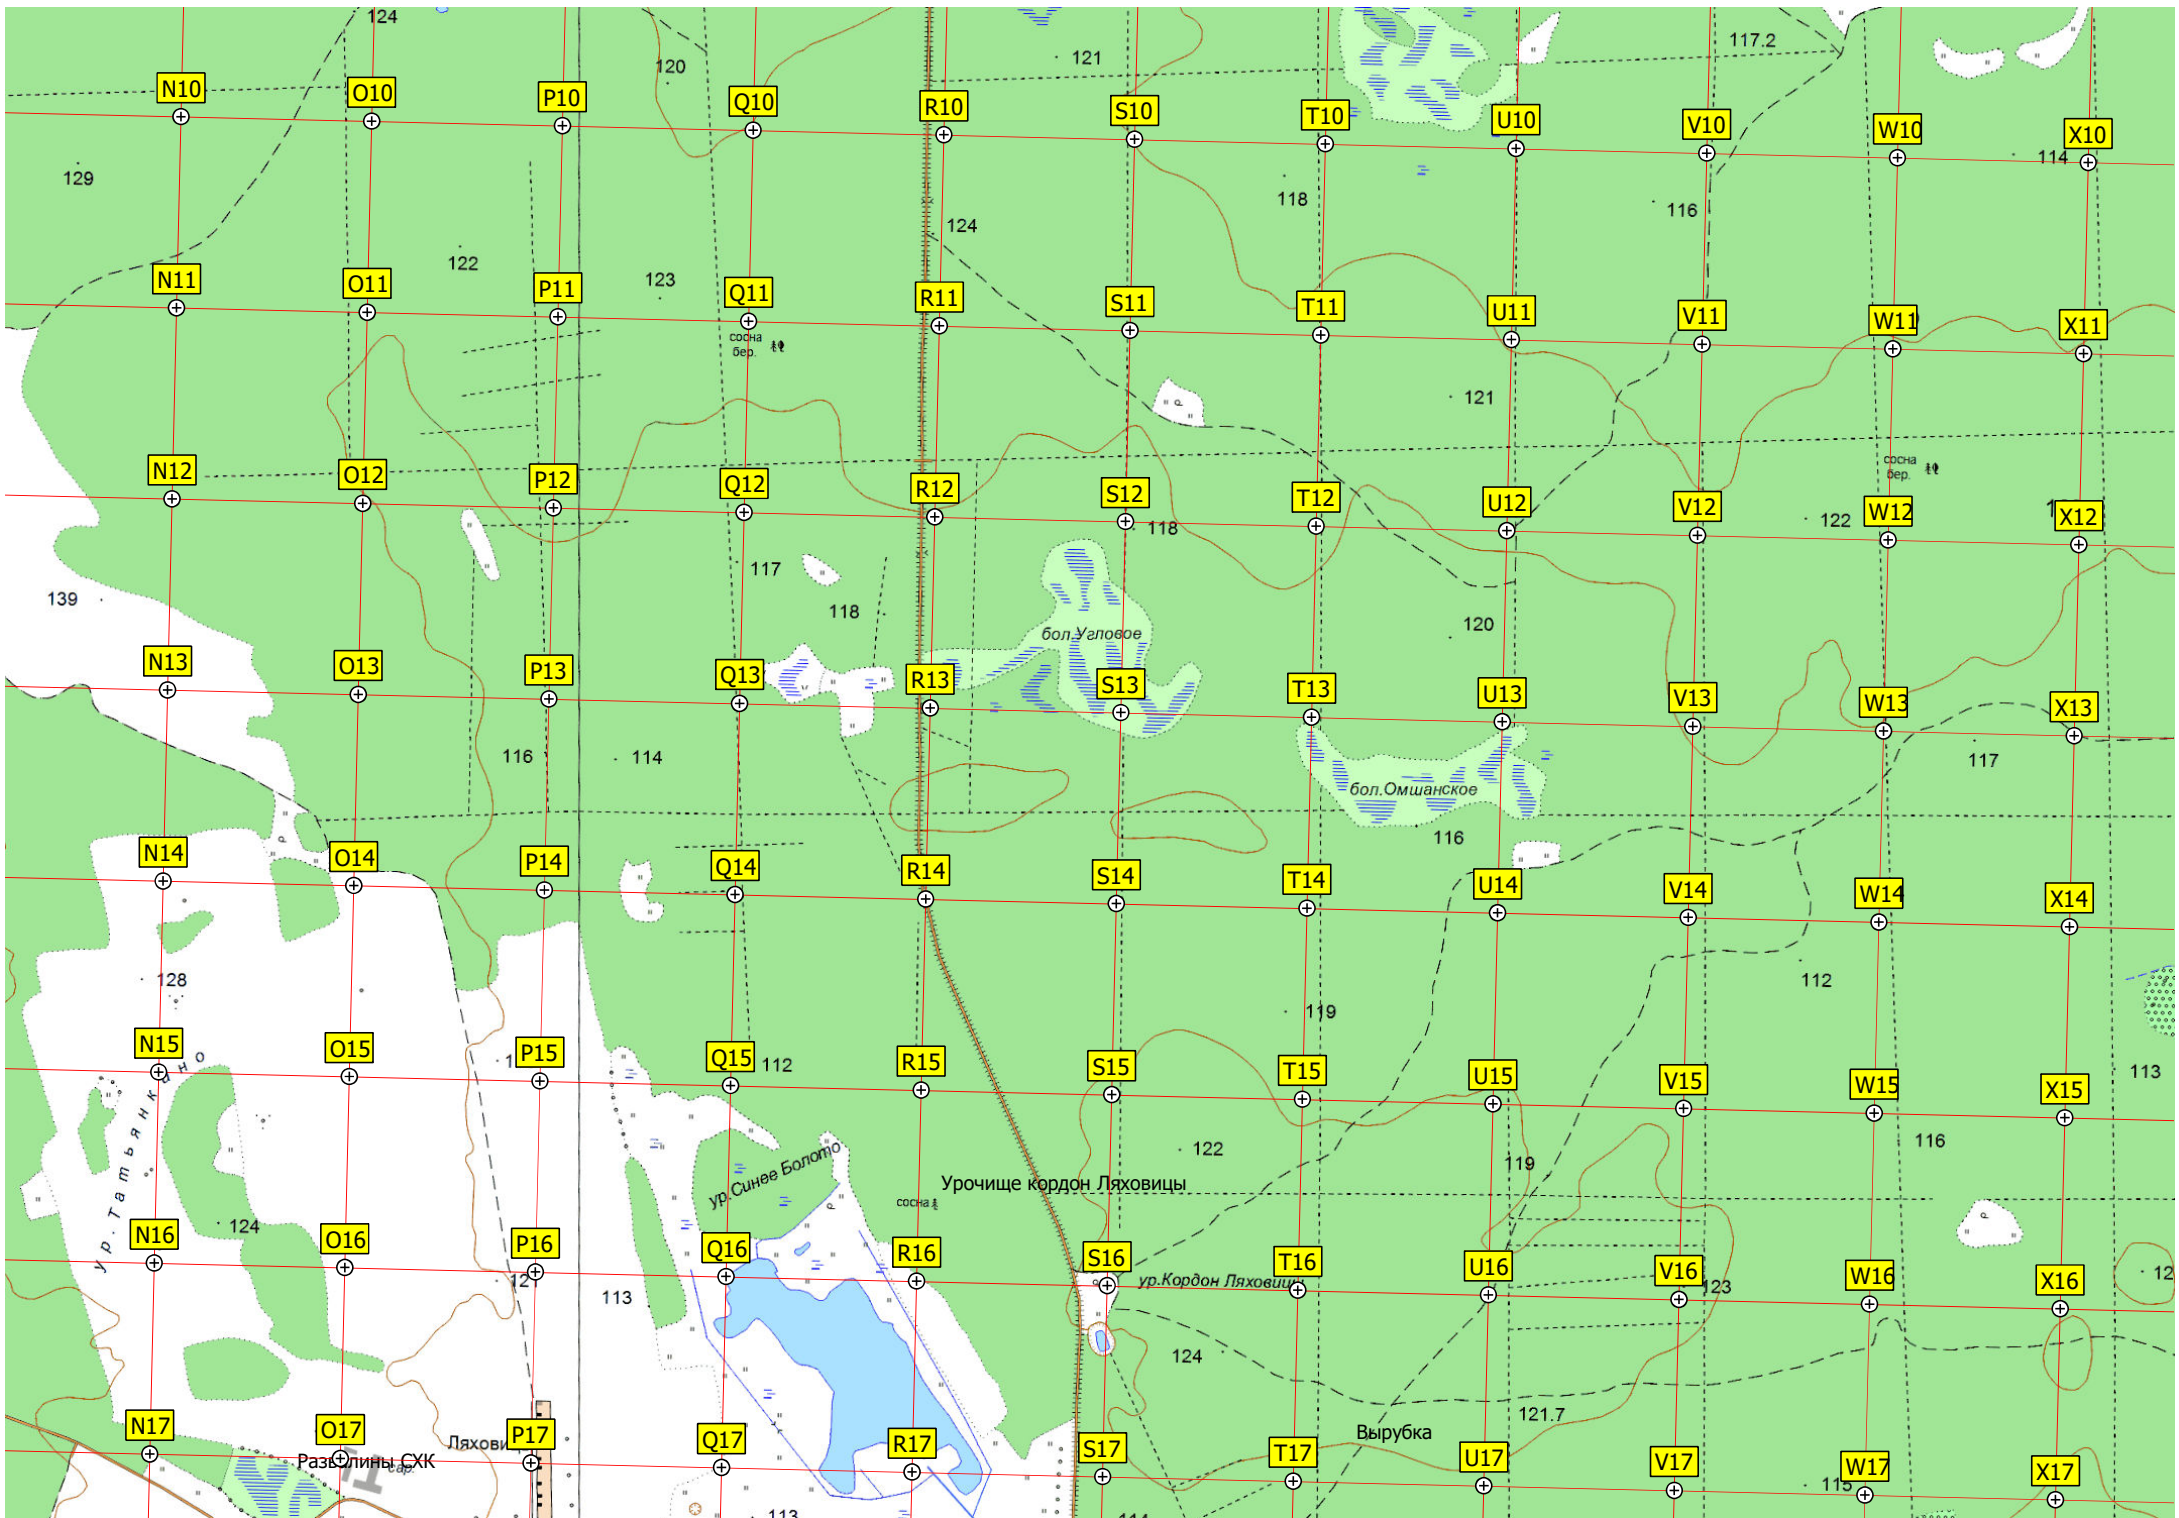 124
117.2
121
120
N10
O10
P10
Q10
R10
S10
T10
U10
V10
W10
X10
114
129
118
116
124
122
123
N11
O11
P11
Q11
R11
S11
T11
U11
V11
W11
X11
сосна
бер.
121
сосна
бер.
N12
O12
P12
Q12
R12
S12
T12
U12
V12
W12
X12
122
118
117
139
118
120
бол.Угловое
N13
O13
P13
Q13
R13
S13
T13
U13
V13
W13
X13
116
114
117
бол.Омшанское
116
N14
O14
P14
Q14
R14
S14
T14
U14
V14
W14
X14
128
112
119
N15
O15
P15
Q15
112
R15
S15
T15
U15
V15
W15
X15
113
ур. Татьянкино
116
122
119
ур.Синее Болото
Урочище кордон Ляховицы
сосна
124
N16
O16
P16
Q16
R16
S16
T16
U16
V16
W16
X16
ур.Кордон Ляховицы
123
113
124
121.7
Вырубка
N17
O17
P17
Q17
R17
S17
T17
U17
V17
W17
X17
Развалины СХК
сар.
115
113